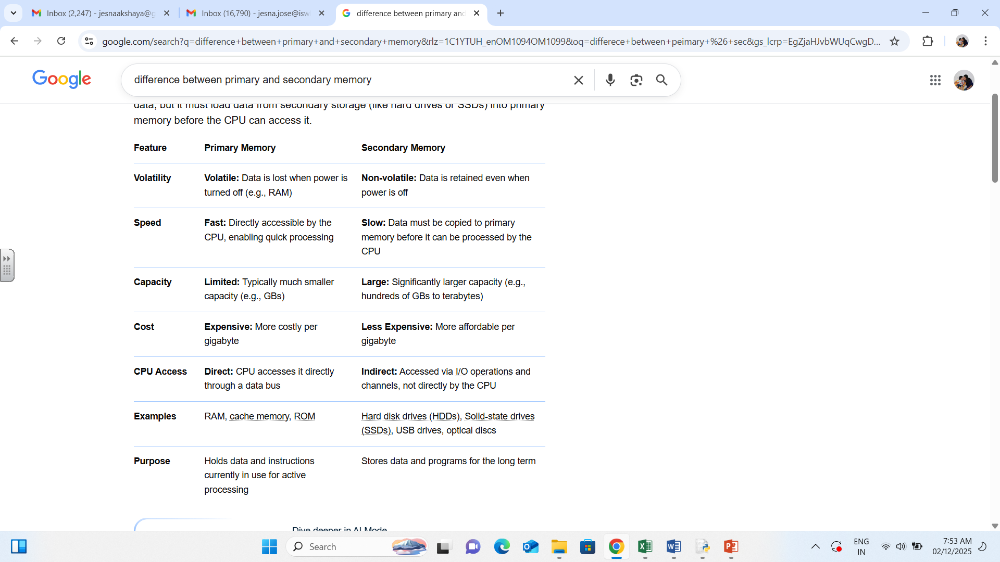 Inbox (2,247) - jesnaakshaya@g
Inbox (16,790) - jesna.jose@isw
difference between primary and
google.com/search?q=difference+between+primary+and+secondary+memory&rlz=1C1YTUH_enOM1094OM1099&oq=differece+between+peimary+%26+sec&gs_lcrp=EgZjaHJvbWUqCwgD...
Google
difference between primary and secondary memory
data, but it must load data from secondary storage (like hard drives or SSDs) into primary
memory before the CPU can access it.
Feature Primary Memory Secondary Memory
Volatility Volatile: Data is lost when power is Non-volatile: Data is retained even when
turned off (e.g., RAM) power is off
Speed Fast: Directly accessible by the Slow: Data must be copied to primary
CPU, enabling quick processing memory before it can be processed by the
CPU
Capacity Limited: Typically much smaller Large: Significantly larger capacity (e.g.,
capacity (e.g., GBs) hundreds of GBs to terabytes)
Cost Expensive: More costly per Less Expensive: More affordable per
gigabyte gigabyte
CPU Access Direct: CPU accesses it directly Indirect: Accessed via I/O operations and
through a data bus channels, not directly by the CPU
Examples RAM, cache memory, ROM Hard disk drives (HDDs), Solid-state drives
(SSDs), USB drives, optical discs
Purpose Holds data and instructions Stores data and programs for the long term
currently in use for active
processing
Dive deeper in AI Mode
Search
ENG
IN
7:53 AM
02/12/2025